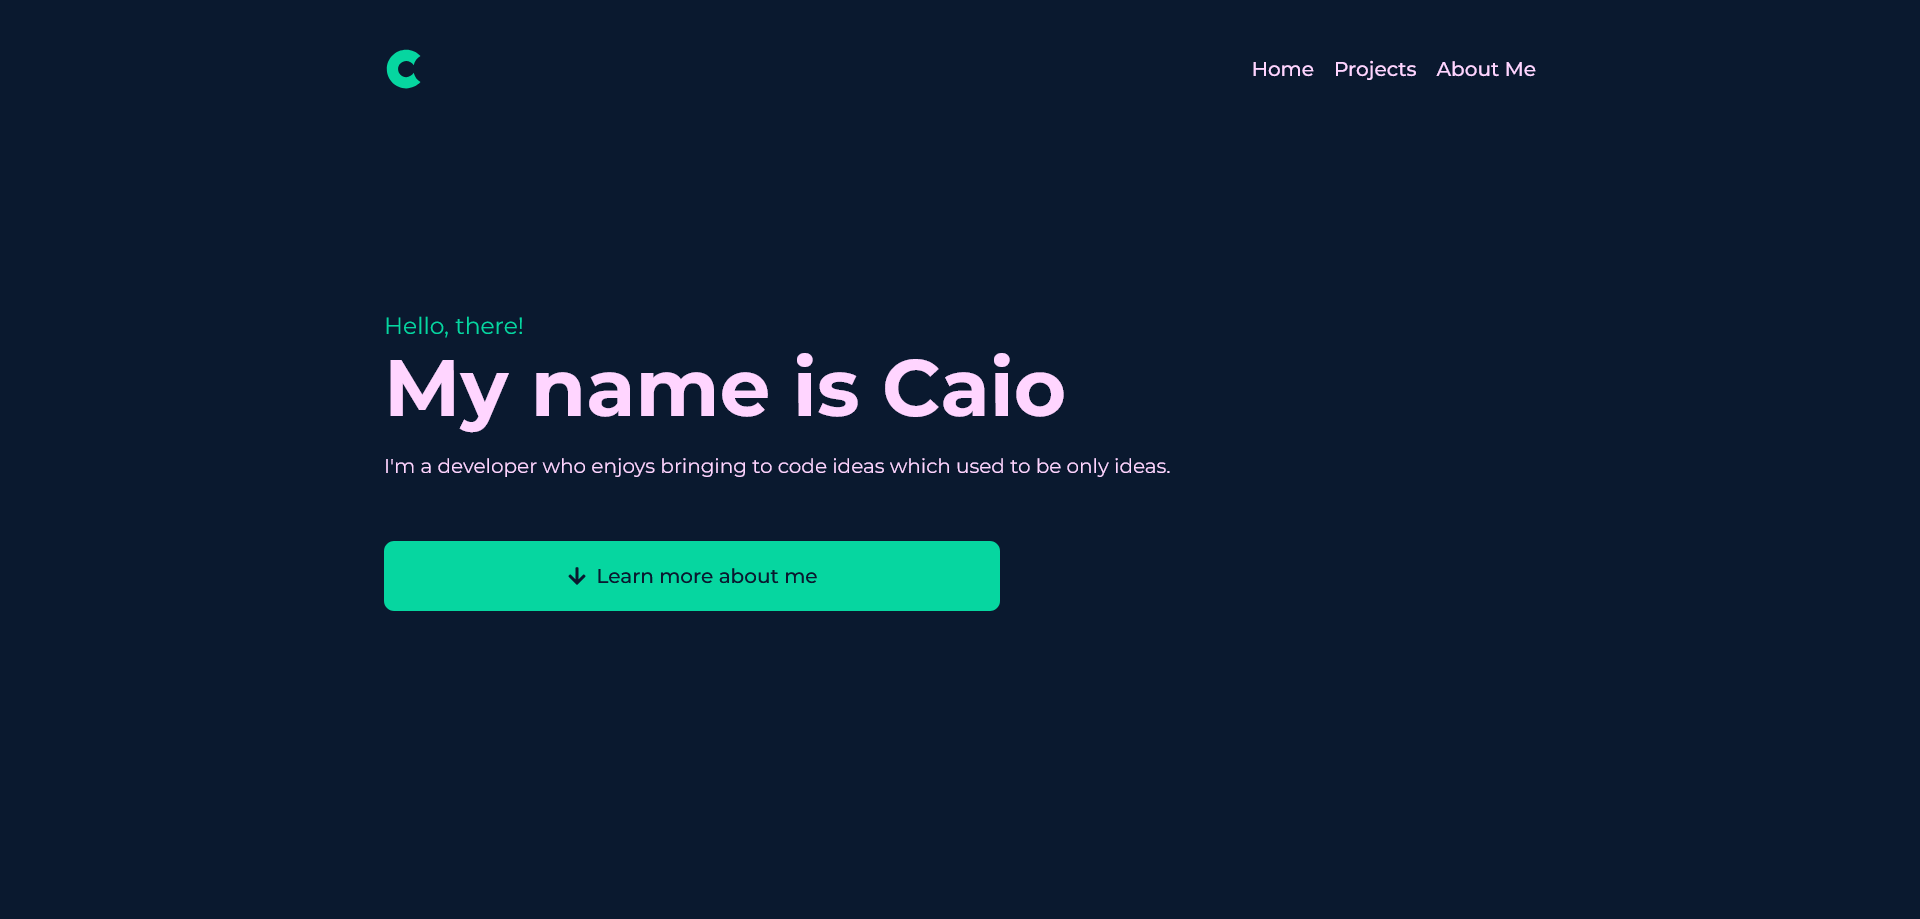 C
Home Projects About Me
Hello, there!
My name is Caio
I'm a developer who enjoys bringing to code ideas which used to be only ideas.
Learn more about me